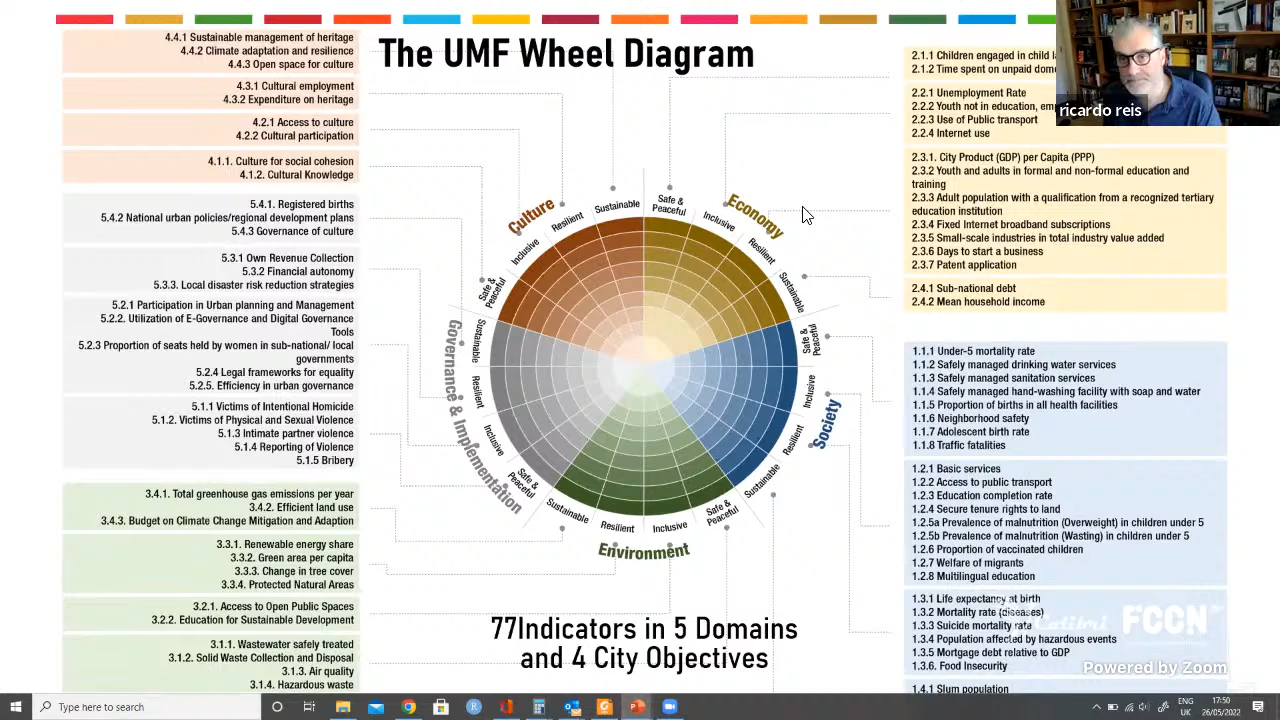 The UMF Wheel Diagram
4.4.1 Sustainable management of heritage
4.4.2 Climate adaptation and resilience
4.4.3 Open space for culture
4.3.1 Cultural employment
4.3.2 Expenditure on heritage
4.2.1 Access to culture
4.2.2 Cultural participation
4.1.1. Culture for social cohesion
4.1.2. Cultural Knowledge
5.4.1. Registered births
5.4.2 National urban policies/regional development plans
5.4.3 Governance of culture
5.3.1 Own Revenue Collection
5.3.2 Financial autonomy
5.3.3. Local disaster risk reduction strategies
5.2.1 Participation in Urban planning and Management
5.2.2. Utilization of E-Governance and Digital Governance
Tools
5.2.3 Proportion of seats held by women in sub-national/ local
governments
5.2.4 Legal frameworks for equality
5.2.5. Efficiency in urban governance
5.1.1 Victims of Intentional Homicide
5.1.2. Victims of Physical and Sexual Violence
5.1.3 Intimate partner violence
5.1.4 Reporting of Violence
5.1.5 Bribery
3.4.1. Total greenhouse gas emissions per year
3.4.2. Efficient land use
3.4.3. Budget on Climate Change Mitigation and Adaption
3.3.1. Renewable energy share
3.3.2. Green area per capita
3.3.3. Change in tree cover
3.3.4. Protected Natural Areas
3.2.1. Access to Open Public Spaces
3.2.2. Education for Sustainable Development
3.1.1. Wastewater safely treated
3.1.2. Solid Waste Collection and Disposal
3.1.3. Air quality
3.1.4. Hazardous waste
Culture
Safe &
Peaceful
Inclusive
Resilient
Sustainable
Economy
Safe &
Peaceful
Inclusive
Resilient
Sustainable
Society
Safe &
Peaceful
Inclusive
Resilient
Sustainable
Environment
Safe &
Peaceful
Inclusive
Resilient
Sustainable
Governance & Implementation
Safe &
Peaceful
Inclusive
Resilient
Sustainable
77Indicators in 5 Domains
and 4 City Objectives
2.1.1 Children engaged in child
2.1.2 Time spent on unpaid
2.2.1 Unemployment Rate
2.2.2 Youth not in education,
2.2.3 Use of Public transport
2.2.4 Internet use
2.3.1. City Product (GDP) per Capita (PPP)
2.3.2 Youth and adults in formal and non-formal education and
training
2.3.3 Adult population with a qualification from a recognized tertiary
education institution
2.3.4 Fixed Internet broadband subscriptions
2.3.5 Small-scale industries in total industry value added
2.3.6 Days to start a business
2.3.7 Patent application
2.4.1 Sub-national debt
2.4.2 Mean household income
1.1.1 Under-5 mortality rate
1.1.2 Safely managed drinking water services
1.1.3 Safely managed sanitation services
1.1.4 Safely managed hand-washing facility with soap and water
1.1.5 Proportion of births in all health facilities
1.1.6 Neighborhood safety
1.1.7 Adolescent birth rate
1.1.8 Traffic fatalities
1.2.1 Basic services
1.2.2 Access to public transport
1.2.3 Education completion rate
1.2.4 Secure tenure rights to land
1.2.5a Prevalence of malnutrition (Overweight) in children under 5
1.2.5b Prevalence of malnutrition (Wasting) in children under 5
1.2.6 Proportion of vaccinated children
1.2.7 Welfare of migrants
1.2.8 Multilingual education
1.3.1 Life expectancy at birth
1.3.2 Mortality rate (diseases)
1.3.3 Suicide mortality rate
1.3.4 Population affected by hazardous events
1.3.5 Mortgage debt relative to GDP
1.3.6. Food Insecurity
1.4.1 Slum population
ricardo reis
Powered by Zoom
Type here to search
ENG
UK
17:50
26/05/2022